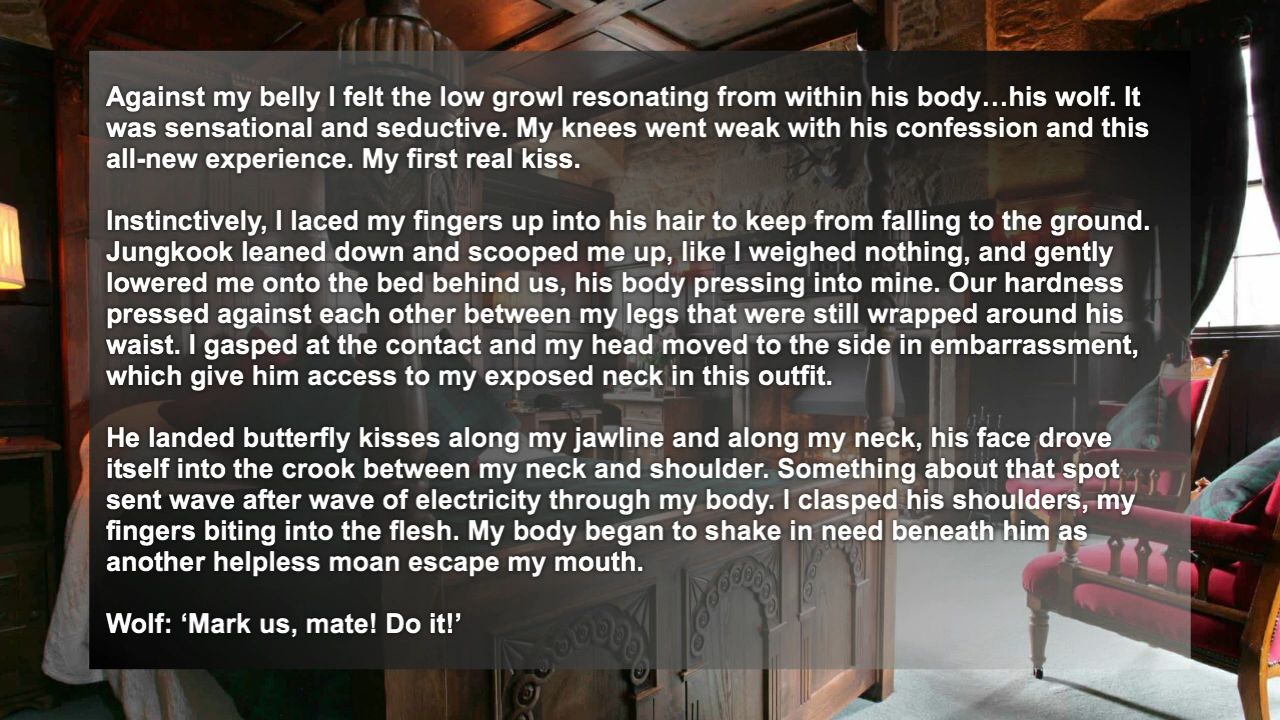 Against my belly I felt the low growl resonating from within his body…his wolf. It
was sensational and seductive. My knees went weak with his confession and this
all-new experience. My first real kiss.
Instinctively, I laced my fingers up into his hair to keep from falling to the ground.
Jungkook leaned down and scooped me up, like I weighed nothing, and gently
lowered me onto the bed behind us, his body pressing into mine. Our hardness
pressed against each other between my legs that were still wrapped around his
waist. I gasped at the contact and my head moved to the side in embarrassment,
which give him access to my exposed neck in this outfit.
He landed butterfly kisses along my jawline and along my neck, his face drove
itself into the crook between my neck and shoulder. Something about that spot
sent wave after wave of electricity through my body. I clasped his shoulders, my
fingers biting into the flesh. My body began to shake in need beneath him as
another helpless moan escape my mouth.
Wolf: ‘Mark us, mate! Do it!’